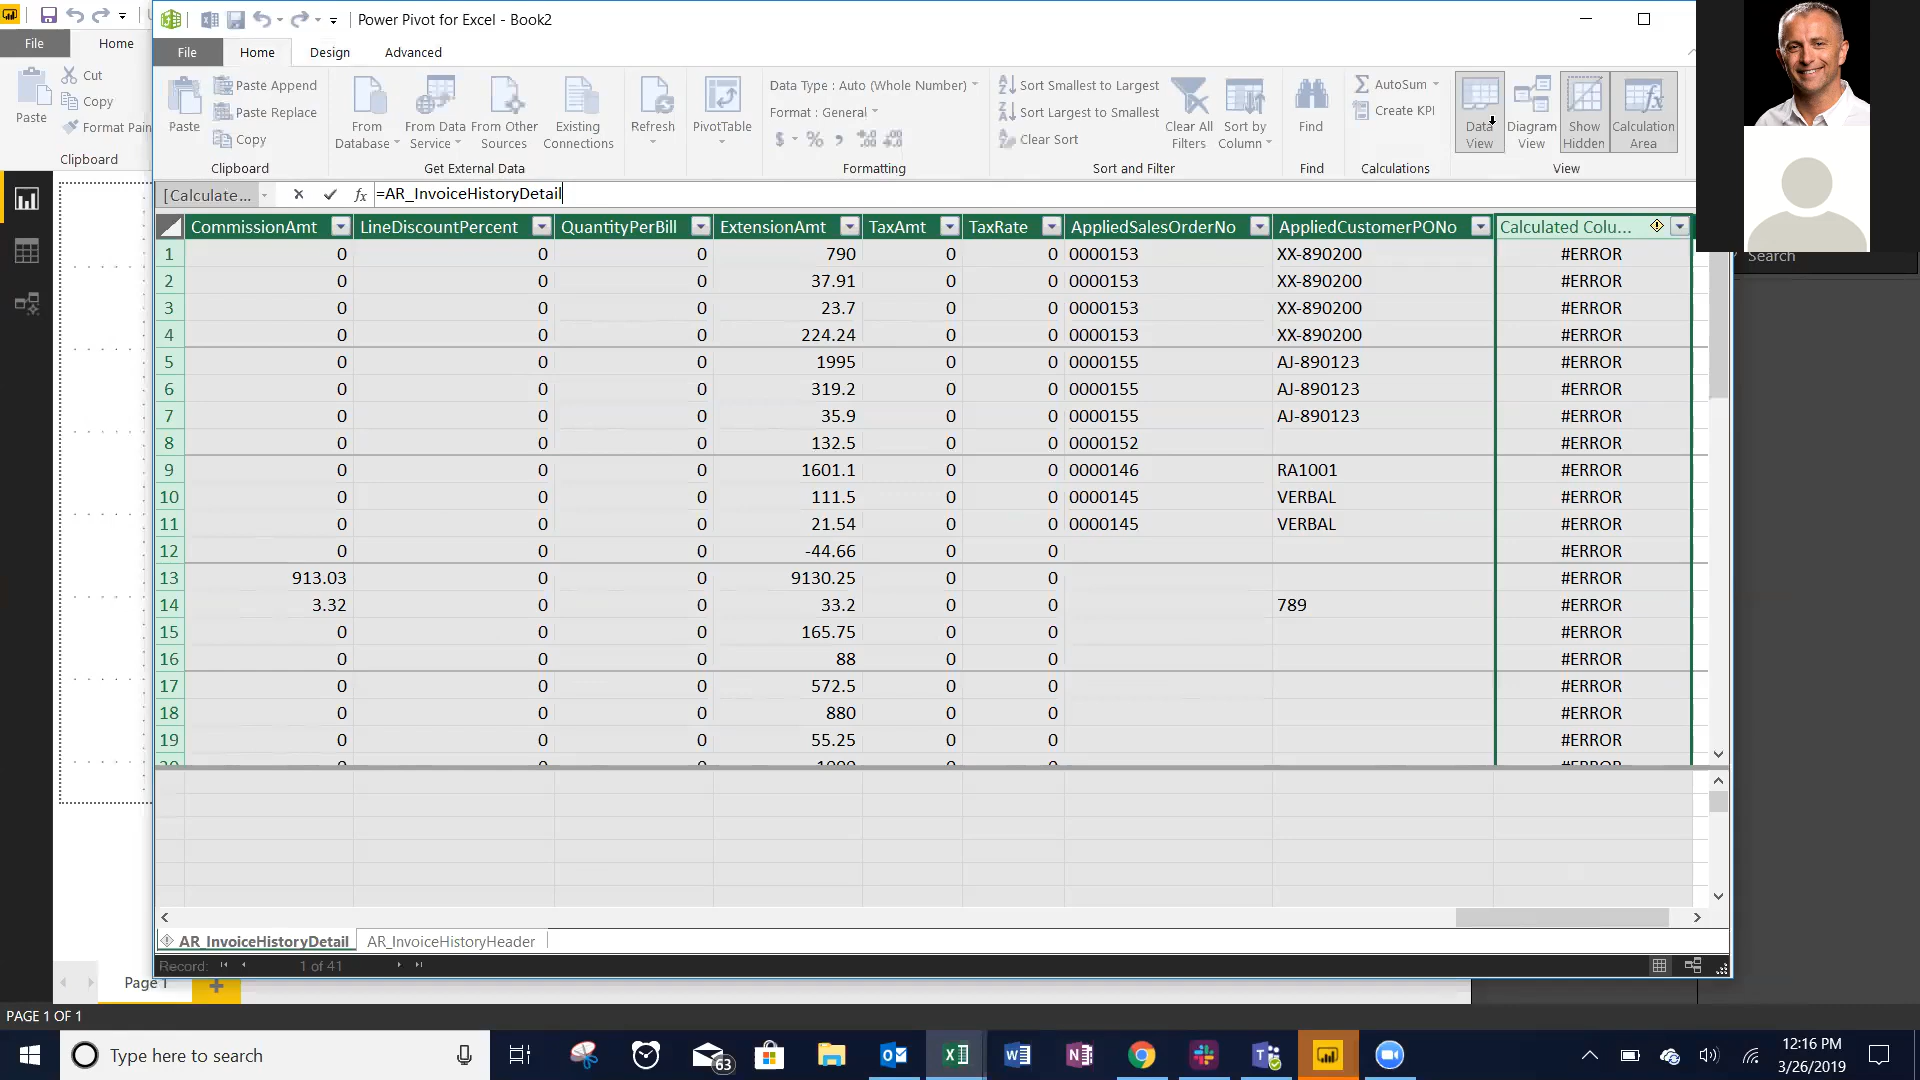 Power Pivot for Excel - Book2
File Home
File Home Design Advanced
Paste
Cut
Copy
Format Pain
Clipboard
Paste
Paste Append
Paste Replace
Copy
Clipboard
From Database
From Data Service
From Other Sources
Existing Connections
Get External Data
Refresh
PivotTable
Data Type : Auto (Whole Number)
Format : General
$ % ,
Formatting
Sort Smallest to Largest
Sort Largest to Smallest
Clear Sort
Clear All Filters
Sort by Column
Sort and Filter
Find
Find
AutoSum
Create KPI
Calculations
Data View
Diagram View
Show Hidden
Calculation Area
View
[Calculate... fx =AR_InvoiceHistoryDetail
CommissionAmt LineDiscountPercent QuantityPerBill ExtensionAmt TaxAmt TaxRate AppliedSalesOrderNo AppliedCustomerPONo Calculated Colu...
Search
1 0 0 0 790 0 0 0000153 XX-890200 #ERROR
2 0 0 0 37.91 0 0 0000153 XX-890200 #ERROR
3 0 0 0 23.7 0 0 0000153 XX-890200 #ERROR
4 0 0 0 224.24 0 0 0000153 XX-890200 #ERROR
5 0 0 0 1995 0 0 0000155 AJ-890123 #ERROR
6 0 0 0 319.2 0 0 0000155 AJ-890123 #ERROR
7 0 0 0 35.9 0 0 0000155 AJ-890123 #ERROR
8 0 0 0 132.5 0 0 0000152 #ERROR
9 0 0 0 1601.1 0 0 0000146 RA1001 #ERROR
10 0 0 0 111.5 0 0 0000145 VERBAL #ERROR
11 0 0 0 21.54 0 0 0000145 VERBAL #ERROR
12 0 0 0 -44.66 0 0 #ERROR
13 913.03 0 0 9130.25 0 0 #ERROR
14 3.32 0 0 33.2 0 0 789 #ERROR
15 0 0 0 165.75 0 0 #ERROR
16 0 0 0 88 0 0 #ERROR
17 0 0 0 572.5 0 0 #ERROR
18 0 0 0 880 0 0 #ERROR
19 0 0 0 55.25 0 0 #ERROR
AR_InvoiceHistoryDetail AR_InvoiceHistoryHeader
Record: 1 of 41
Page 1
PAGE 1 OF 1
Type here to search
63
12:16 PM
3/26/2019